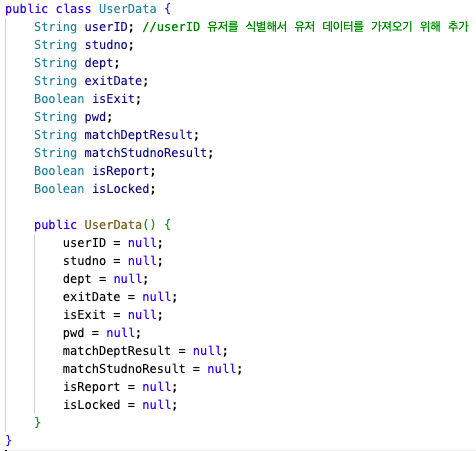 public class UserData {
    String userID; //userID 유저를 식별해서 유저 데이터를 가져오기 위해 추가
    String studno;
    String dept;
    String exitDate;
    Boolean isExit;
    String pwd;
    String matchDeptResult;
    String matchStudnoResult;
    Boolean isReport;
    Boolean isLocked;

    public UserData() {
        userID = null;
        studno = null;
        dept = null;
        exitDate = null;
        isExit = null;
        pwd = null;
        matchDeptResult = null;
        matchStudnoResult = null;
        isReport = null;
        isLocked = null;
    }
}